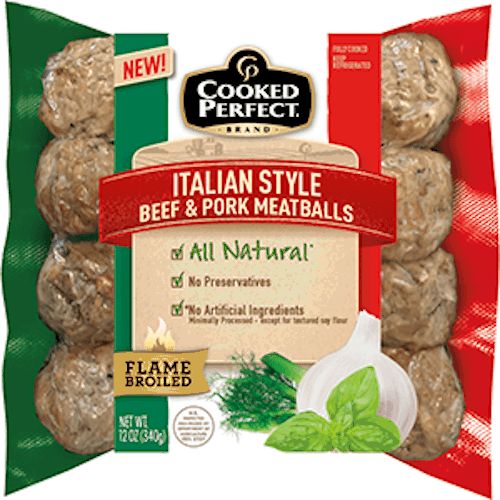 NEW!
CP
COOKED
PERFECT®
BRAND
FULLY COOKED
KEEP
REFRIGERATED
ITALIAN STYLE
BEEF & PORK MEATBALLS
All Natural*
No Preservatives
*No Artificial Ingredients
Minimally Processed - except for textured soy flour
FLAME
BROILED
NET WT.
12 OZ (340g)